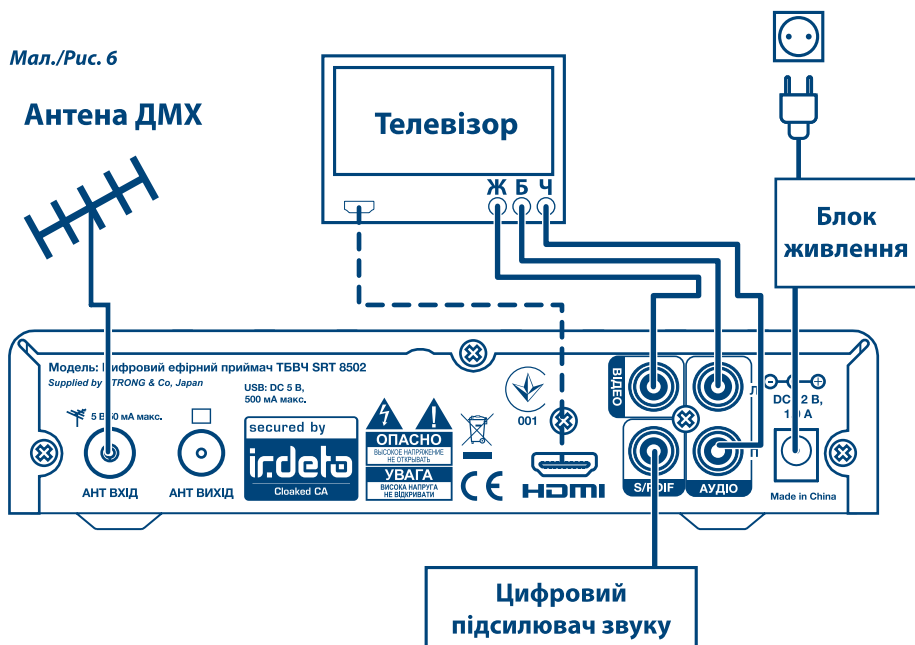 Мал./Рис. 6
Антена ДМХ
Телевізор
Ж Б Ч
Блок
живлення
Модель: Цифровий ефірний приймач ТБВЧ SRT 8502
Supplied by STRONG & Co, Japan
USB: DC 5 В,
500 мА макс.
5 В 50 мА макс.
АНТ ВХІД
АНТ ВИХІД
secured by
irdeto
Cloaked CA
ОПАСНО
ВЫСОКОЕ НАПРЯЖЕНИЕ
НЕ ОТКРЫВАТЬ
УВАГА
ВИСОКА НАПРУГА
НЕ ВІДКРИВАТИ
CE
001
HDMI
ВІДЕО
S/PDIF
АУДІО
Л
П
DC 12 В,
А
Made in China
Цифровий
підсилювач звуку